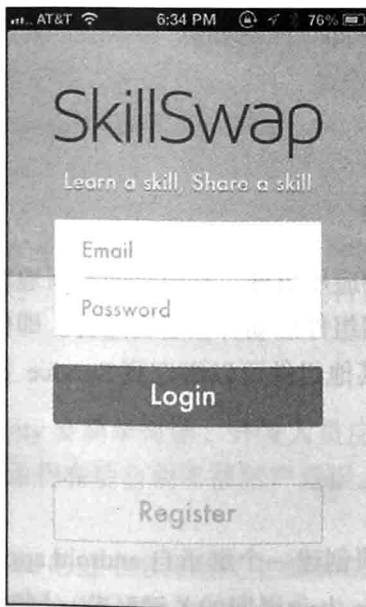 AT&T 6:34 PM 76%
SkillSwap
Learn a skill, Share a skill
Email
Password
Login
Register